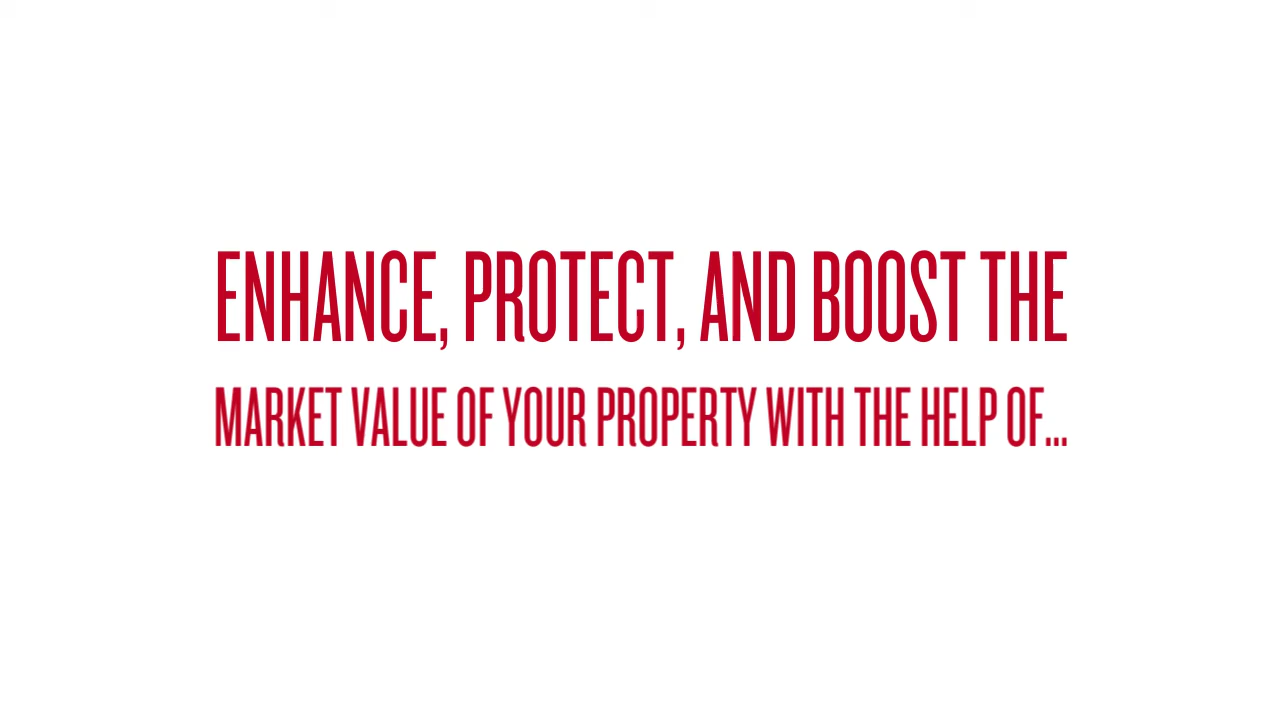 ENHANCE, PROTECT, AND BOOST THE
MARKET VALUE OF YOUR PROPERTY WITH THE HELP OF...